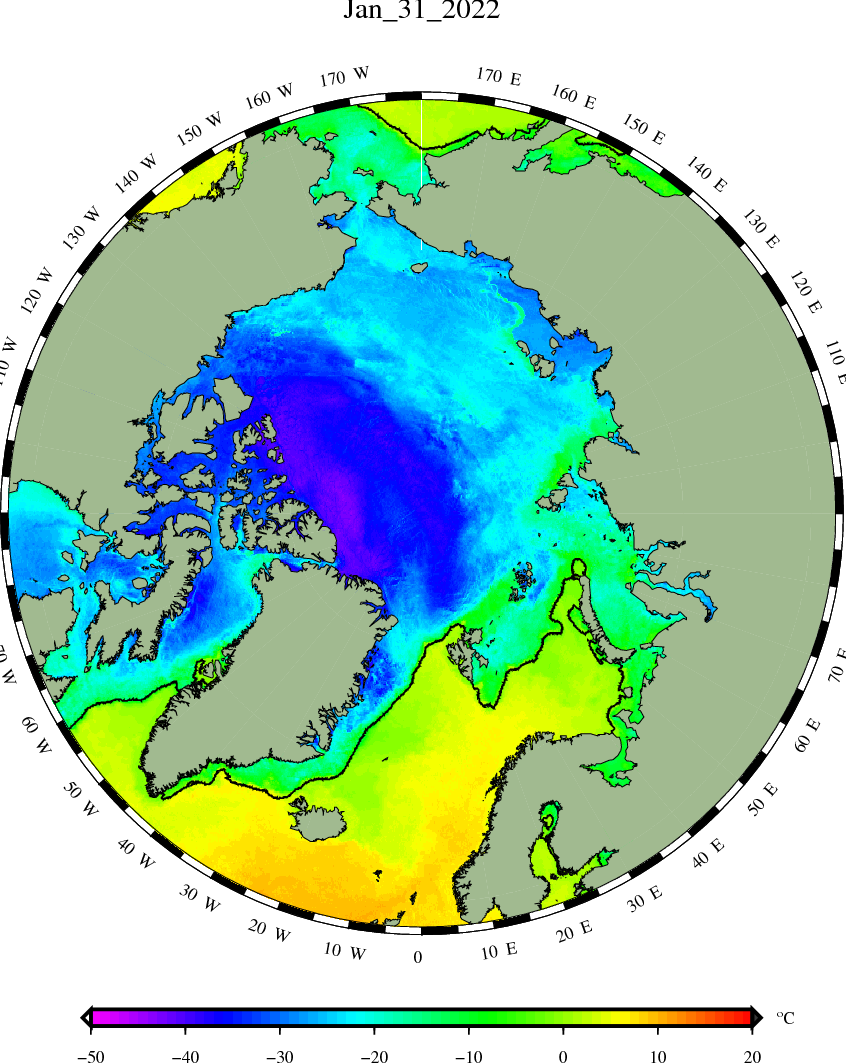 Jan_31_2022
170 W
170 E
160 W
160 E
150 W
150 E
140 W
140 E
130 W
130 E
120 W
120 E
110 W
110 E
70 W
70 E
60 W
60 E
50 W
50 E
40 W
40 E
30 W
30 E
20 W
20 E
10 W
0
10 E
°C
−50 −40 −30 −20 −10 0 10 20